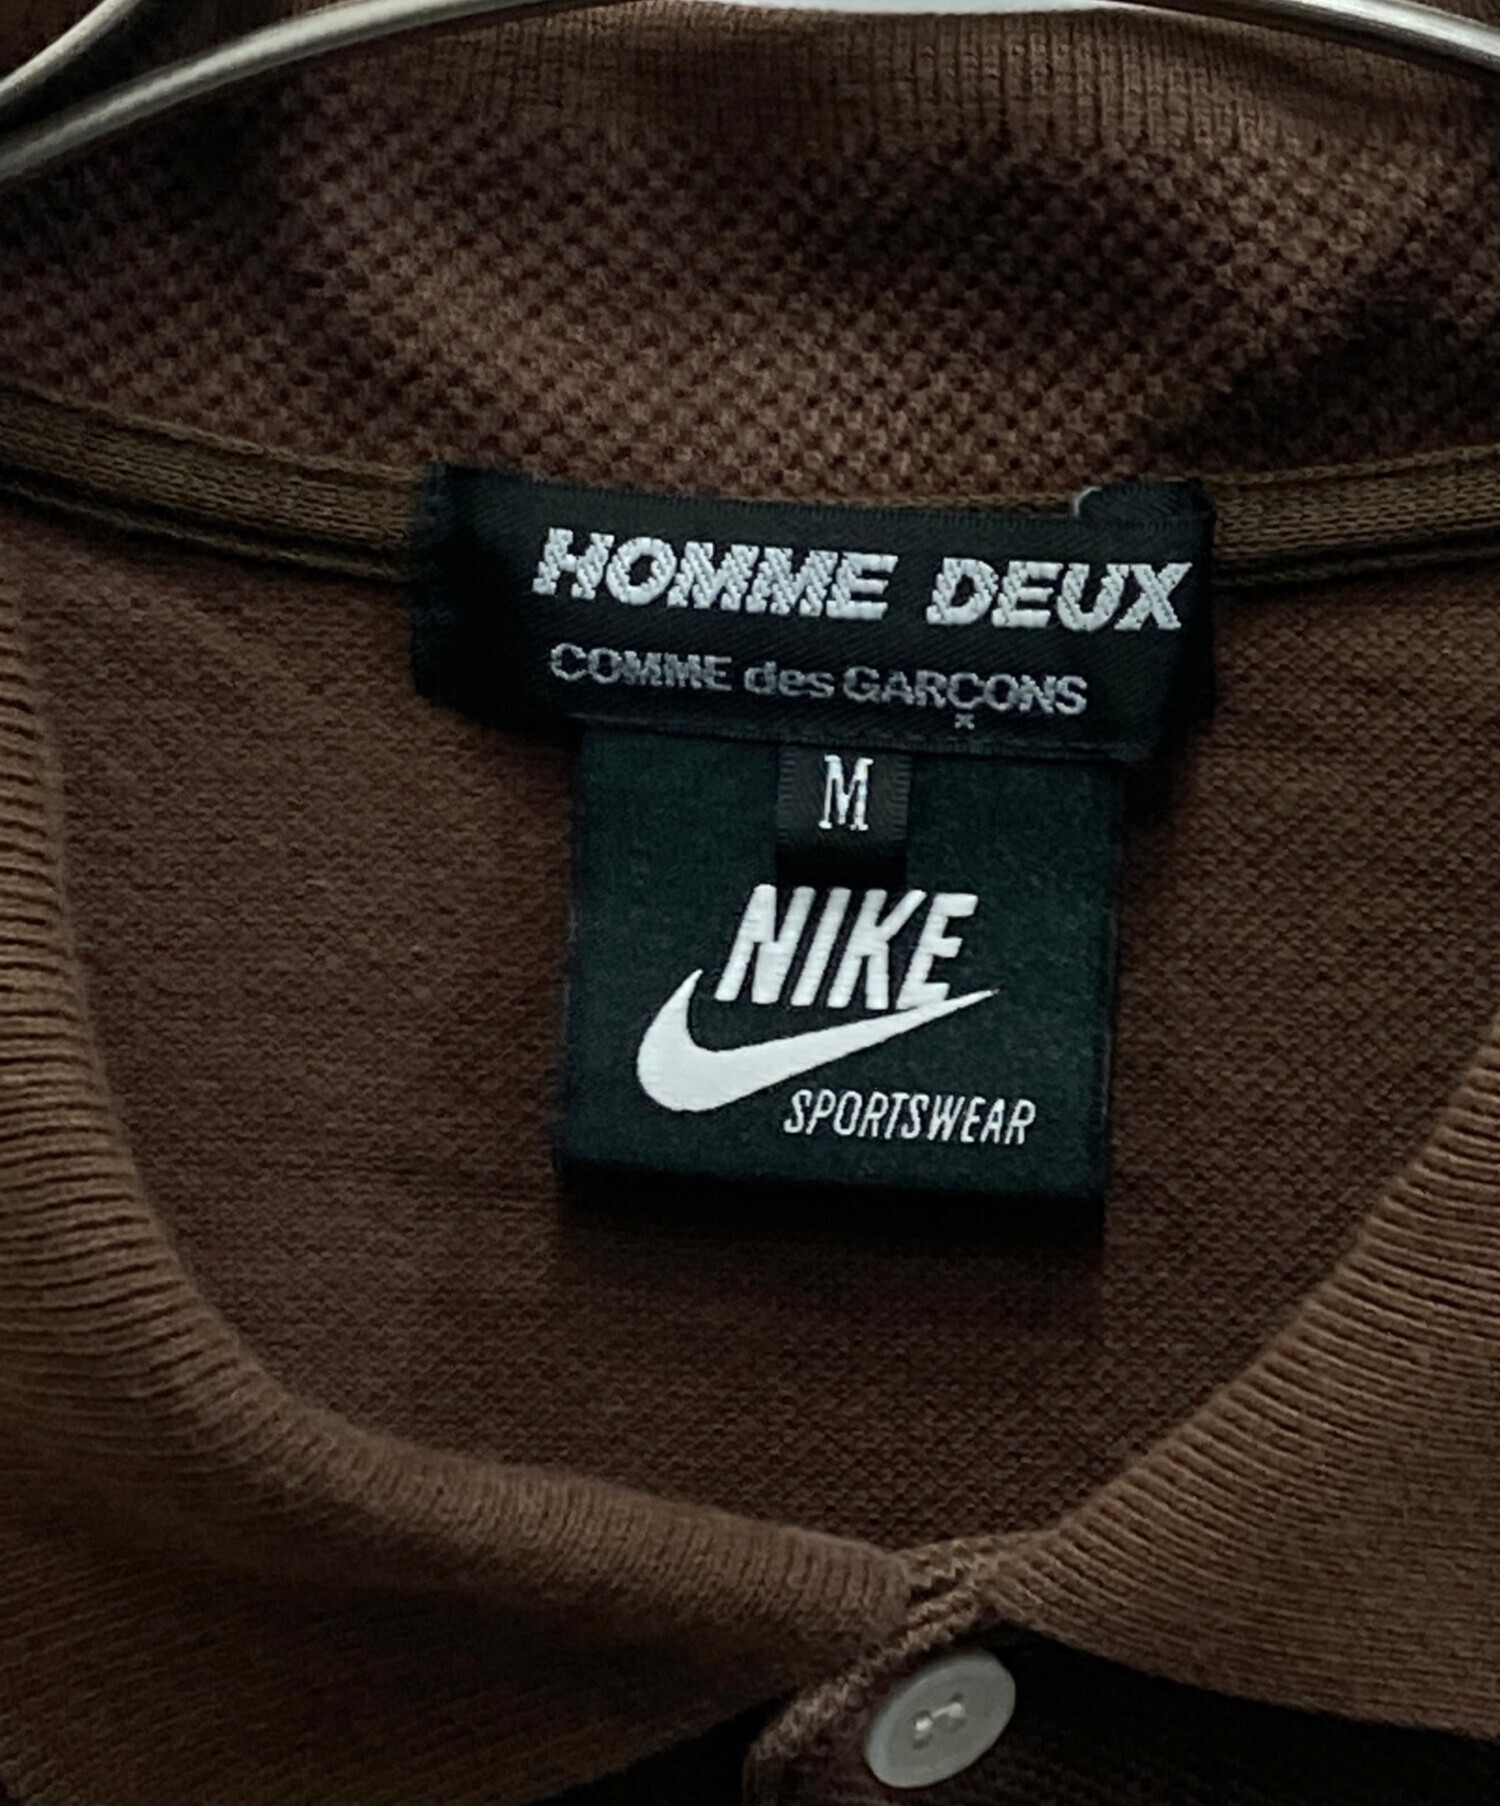 HOMME DEUX
COMME des GARÇONS
×
M
NIKE
SPORTSWEAR